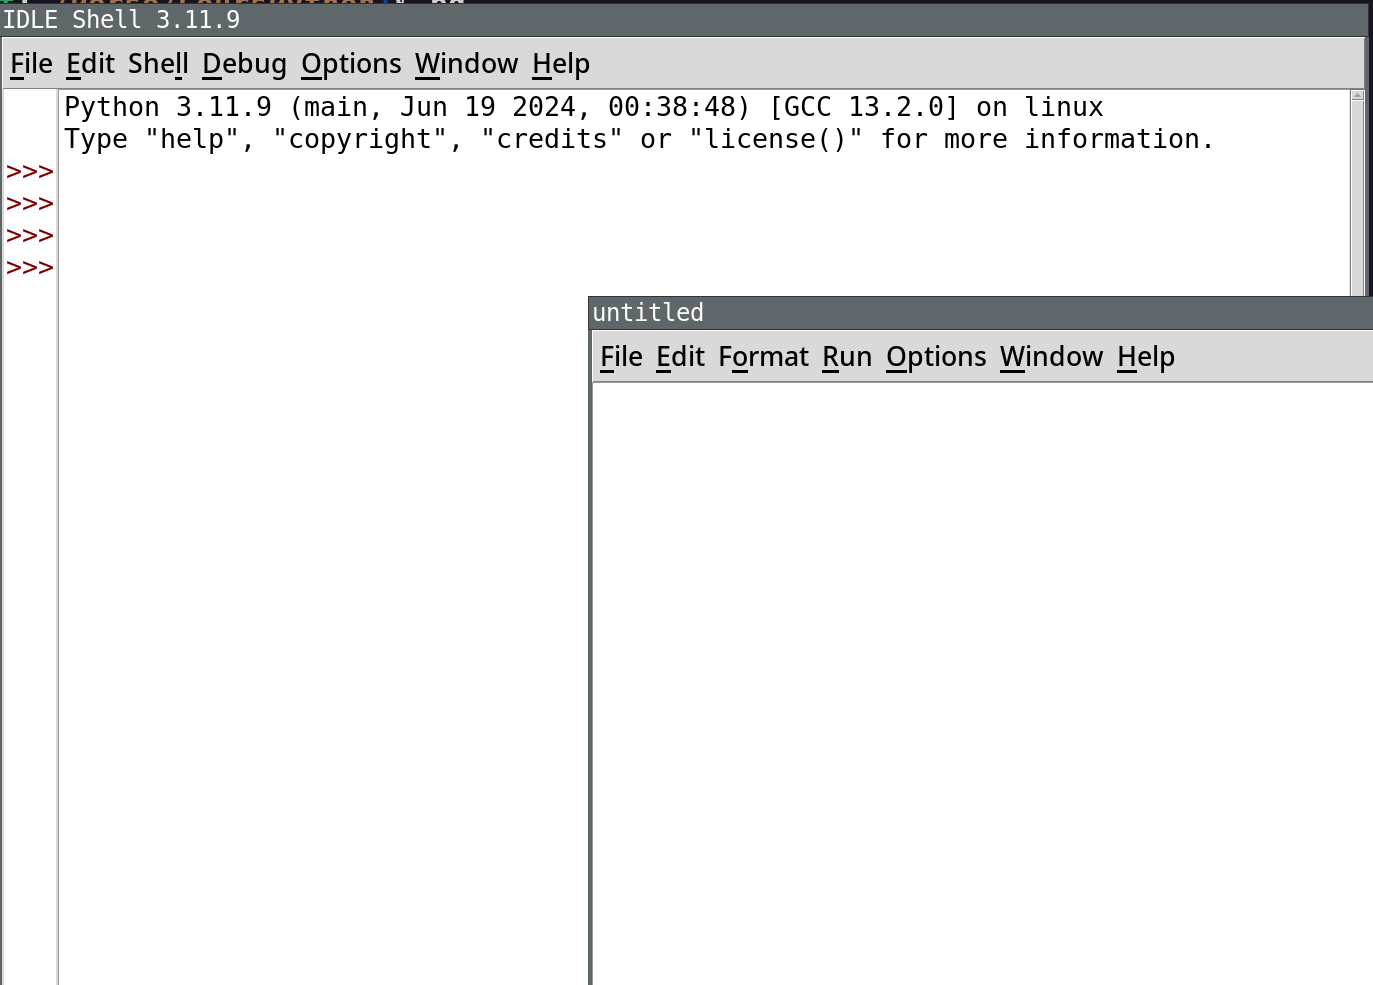 IDLE Shell 3.11.9
File Edit Shell Debug Options Window Help
Python 3.11.9 (main, Jun 19 2024, 00:38:48) [GCC 13.2.0] on linux
Type "help", "copyright", "credits" or "license()" for more information.
>>>
>>>
>>>
>>>
untitled
File Edit Format Run Options Window Help